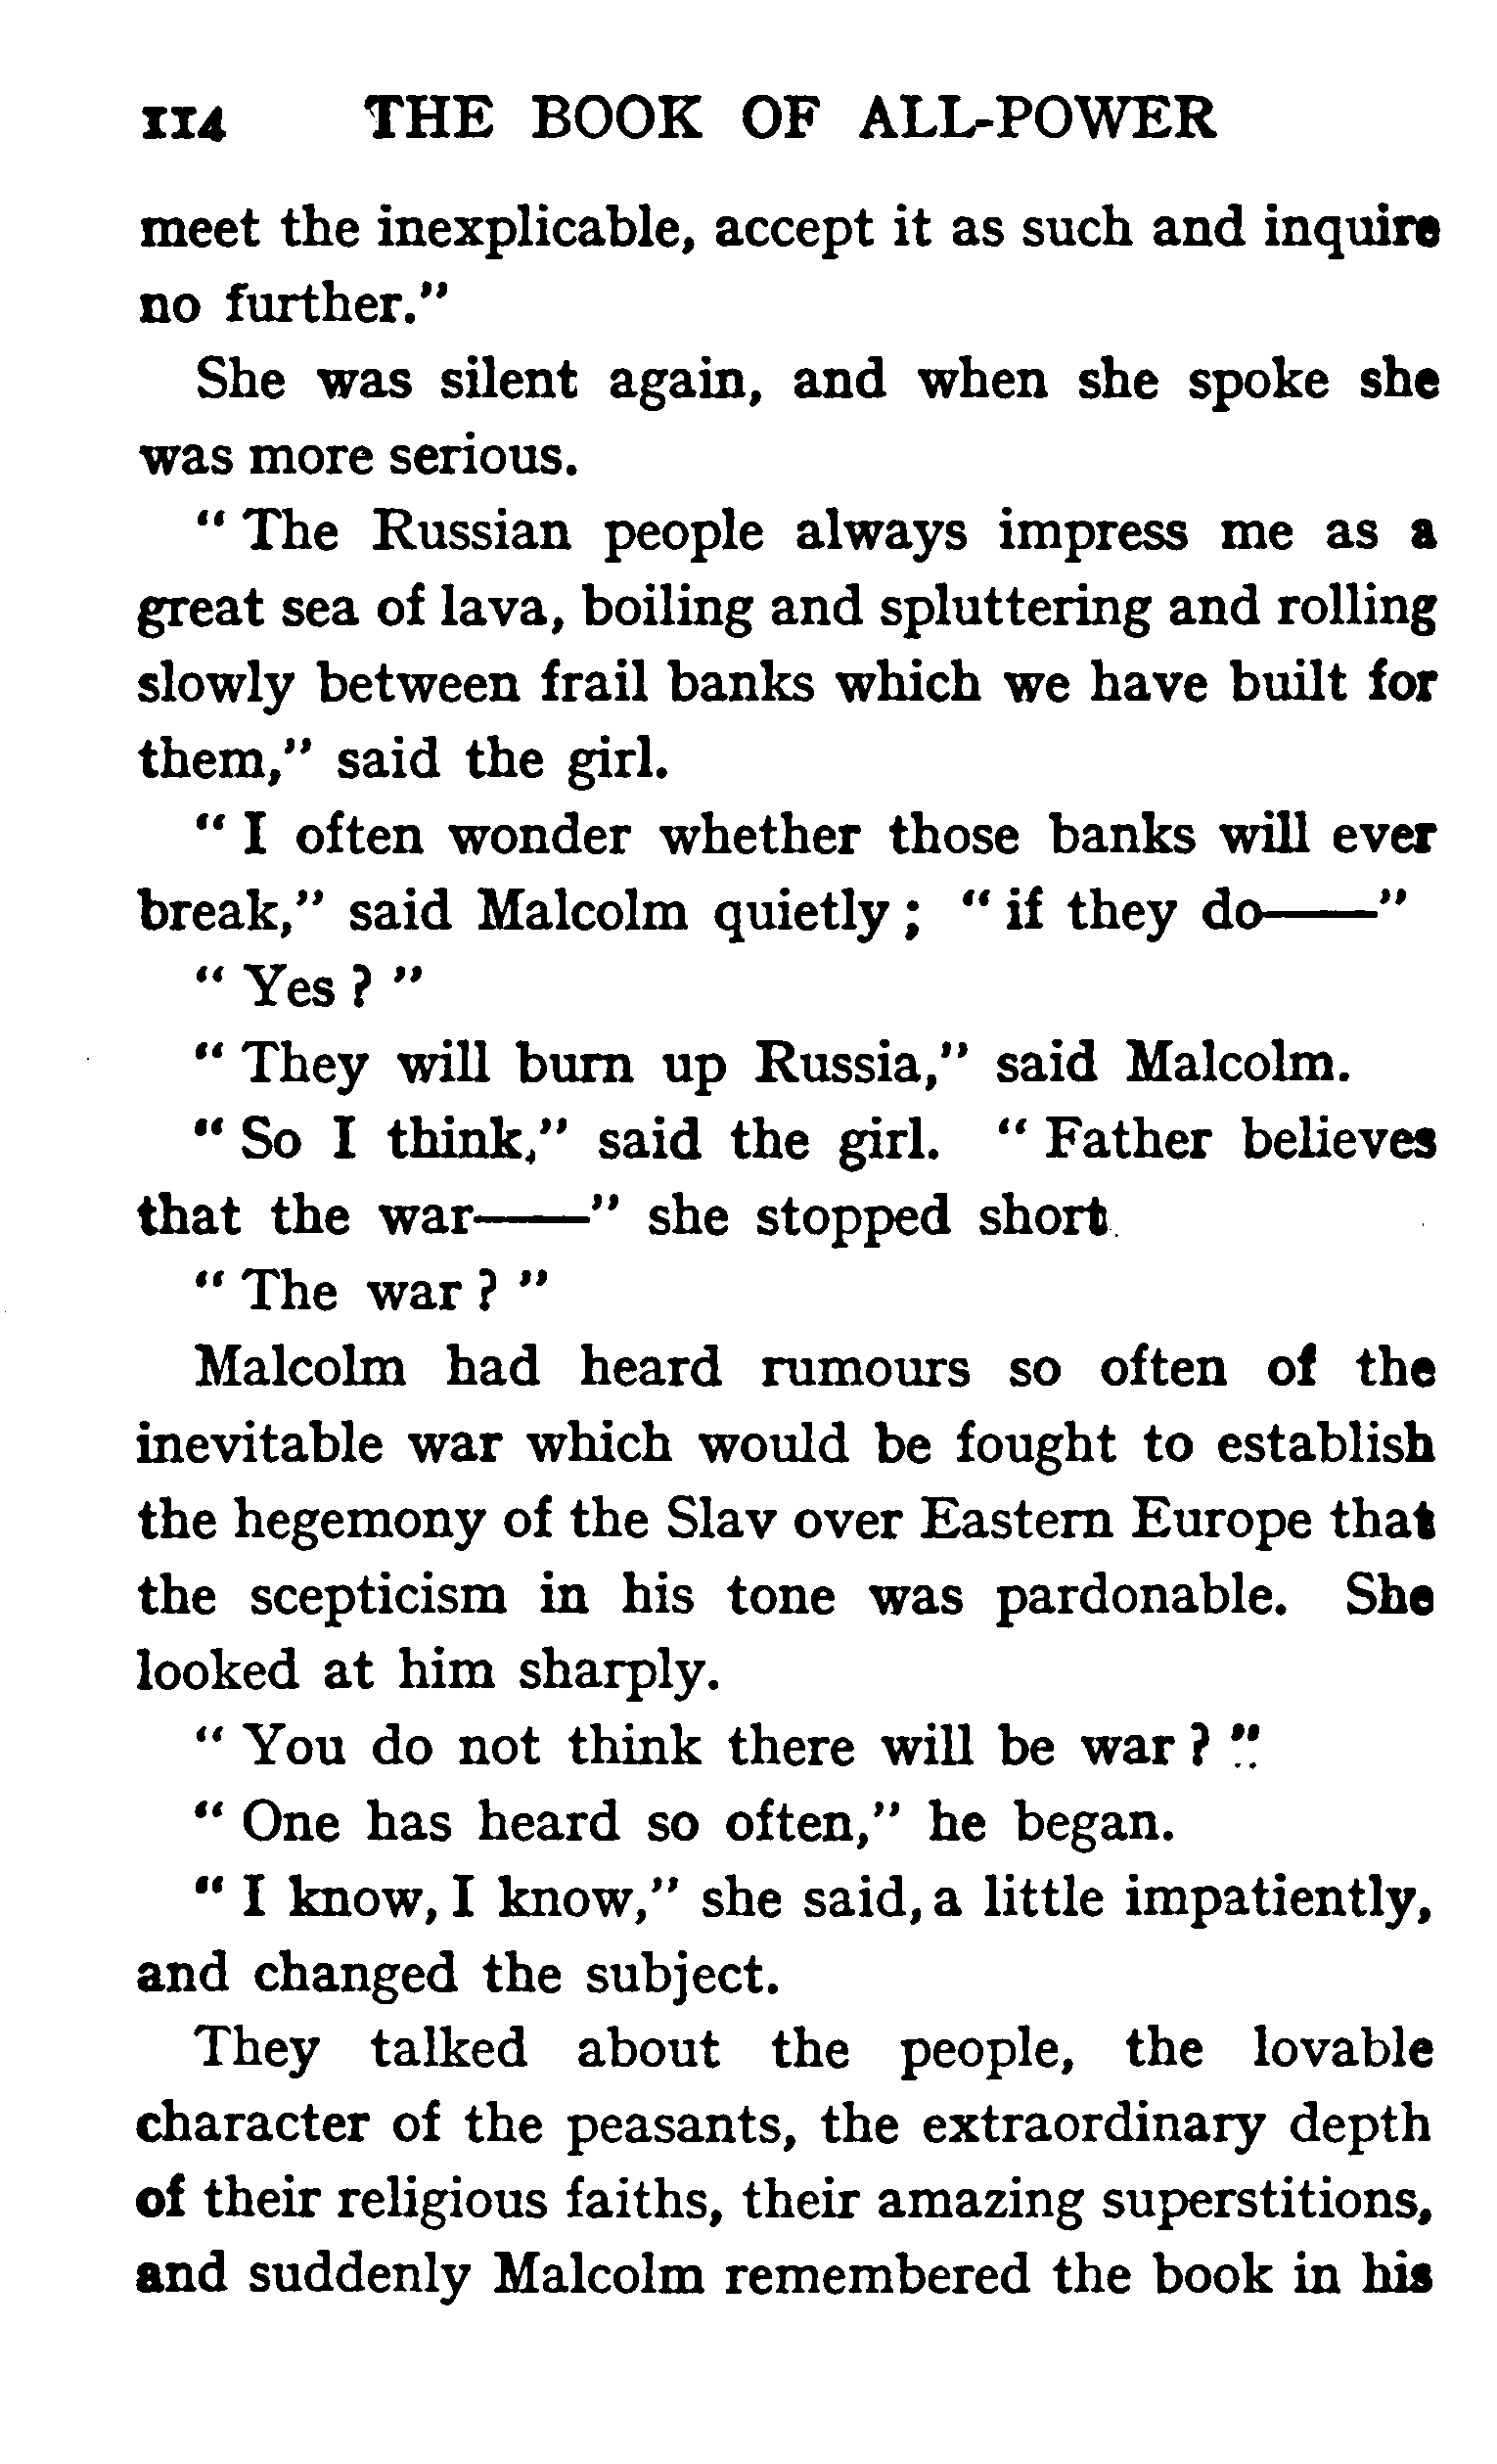 114 THE BOOK OF ALL-POWER
meet the inexplicable, accept it as such and inquire
no further."
She was silent again, and when she spoke she
was more serious.
" The Russian people always impress me as a
great sea of lava, boiling and spluttering and rolling
slowly between frail banks which we have built for
them," said the girl.
" I often wonder whether those banks will ever
break," said Malcolm quietly ; " if they do——"
" Yes ? "
" They will burn up Russia," said Malcolm.
" So I think," said the girl. " Father believes
that the war——" she stopped short.
" The war ? "
Malcolm had heard rumours so often of the
inevitable war which would be fought to establish
the hegemony of the Slav over Eastern Europe that
the scepticism in his tone was pardonable. She
looked at him sharply.
" You do not think there will be war ? "
" One has heard so often," he began.
" I know, I know," she said, a little impatiently,
and changed the subject.
They talked about the people, the lovable
character of the peasants, the extraordinary depth
of their religious faiths, their amazing superstitions,
and suddenly Malcolm remembered the book in his